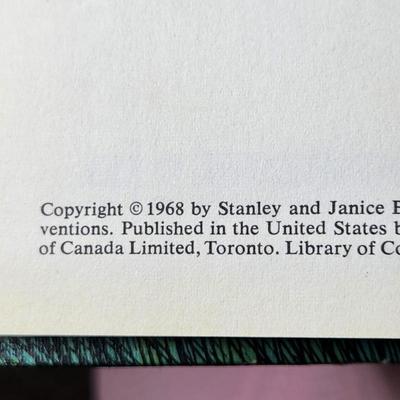 Copyright © 1968 by Stanley and Janice
ventions. Published in the United States
of Canada Limited, Toronto. Library of